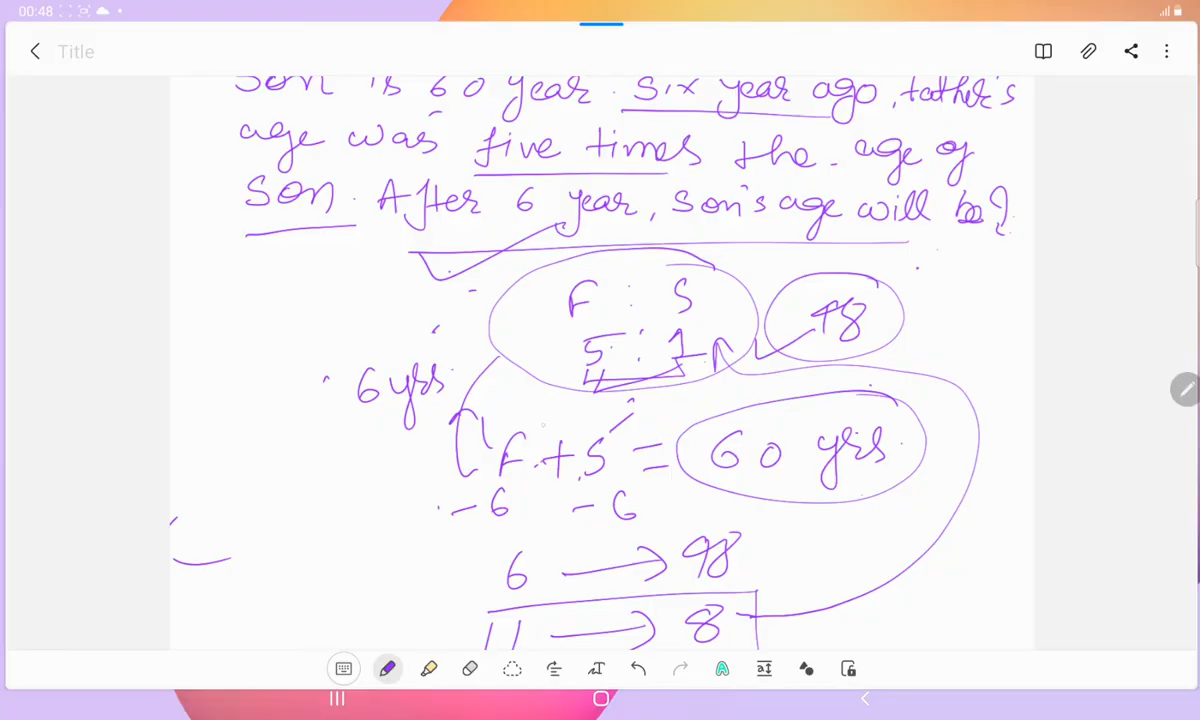 00:48
Title
Son is 60 year. Six year ago, father's
age was five times the age of
Son. After 6 year, Son's age will be?
F : S
5 : 1
48
4
6 yrs
F + S = 60 yrs
- 6 - 6
6 → 48
11 → 8